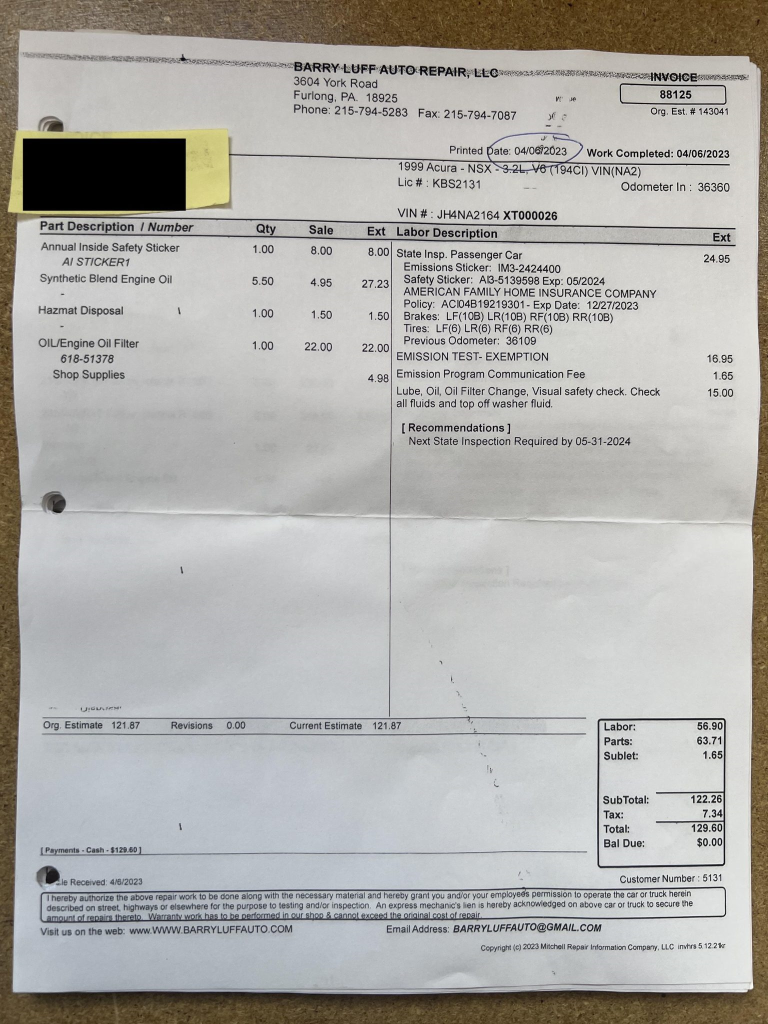 BARRY LUFF AUTO REPAIR, LLC
3604 York Road
Furlong, PA. 18925
Phone: 215-794-5283 Fax: 215-794-7087
INVOICE
88125
Org. Est. # 143041
Printed Date: 04/06/2023 Work Completed: 04/06/2023
1999 Acura - NSX - 3.2L, V6 (194CI) VIN(NA2)
Lic # : KBS2131 Odometer In : 36360
VIN # : JH4NA2164 XT000026
Part Description / Number Qty Sale Ext
Annual Inside Safety Sticker 1.00 8.00 8.00
AI STICKER1
Synthetic Blend Engine Oil 5.50 4.95 27.23
-
Hazmat Disposal 1.00 1.50 1.50
-
OIL/Engine Oil Filter 1.00 22.00 22.00
618-51378
Shop Supplies 4.98
Labor Description Ext
State Insp. Passenger Car 24.95
Emissions Sticker: IM3-2424400
Safety Sticker: AI3-5139598 Exp: 05/2024
AMERICAN FAMILY HOME INSURANCE COMPANY
Policy: ACI04B19219301 - Exp Date: 12/27/2023
Brakes: LF(10B) LR(10B) RF(10B) RR(10B)
Tires: LF(6) LR(6) RF(6) RR(6)
Previous Odometer: 36109
EMISSION TEST- EXEMPTION 16.95
Emission Program Communication Fee 1.65
Lube, Oil, Oil Filter Change, Visual safety check. Check 15.00
all fluids and top off washer fluid.
[ Recommendations ]
Next State Inspection Required by 05-31-2024
Org. Estimate 121.87 Revisions 0.00 Current Estimate 121.87
Labor: 56.90
Parts: 63.71
Sublet: 1.65
SubTotal: 122.26
Tax: 7.34
Total: 129.60
Bal Due: $0.00
[ Payments - Cash - $129.60 ]
Received: 4/6/2023
Customer Number : 5131
I hereby authorize the above repair work to be done along with the necessary material and hereby grant you and/or your employees permission to operate the car or truck herein
described on street, highways or elsewhere for the purpose to testing and/or inspection. An express mechanic's lien is hereby acknowledged on above car or truck to secure the
amount of repairs thereto. Warranty work has to be performed in our shop & cannot exceed the original cost of repair.
Visit us on the web: www.WWW.BARRYLUFFAUTO.COM Email Address: BARRYLUFFAUTO@GMAIL.COM
Copyright (c) 2023 Mitchell Repair Information Company, LLC invhrs 5.12.21kr